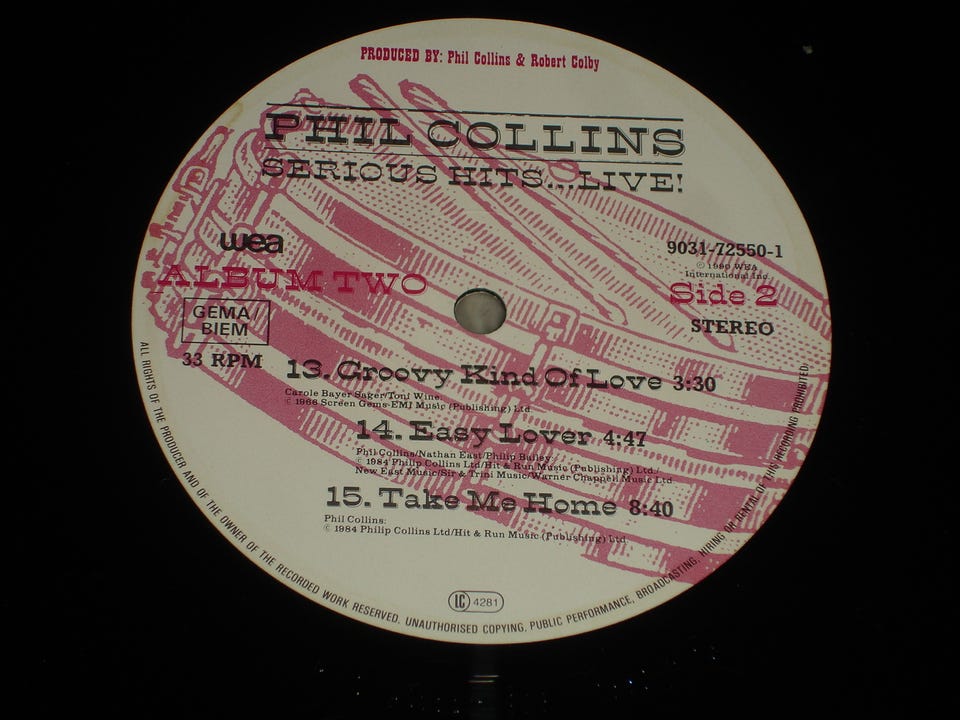 PRODUCED BY: Phil Collins & Robert Colby
PHIL COLLINS
SERIOUS HITS...LIVE!
wea
9031-72550-1
℗ 1990 WEA
International Inc.
ALBUM TWO
Side 2
GEMA/
BIEM
STEREO
33 RPM
13. Groovy Kind Of Love 3:30
Carole Bayer Sager/Toni Wine:
© 1966 Screen Gems-EMI Music (Publishing) Ltd
14. Easy Lover 4:47
Phil Collins/Nathan East/Philip Bailey:
© 1984 Philip Collins Ltd/Hit & Run Music (Publishing) Ltd./
New East Music/Sir & Trini Music/Warner Chappell Music Ltd
15. Take Me Home 8:40
Phil Collins:
© 1984 Philip Collins Ltd/Hit & Run Music (Publishing) Ltd
LC 4281
ALL RIGHTS OF THE PRODUCER AND OF THE OWNER OF THE RECORDED WORK RESERVED. UNAUTHORISED COPYING, PUBLIC PERFORMANCE, BROADCASTING, HIRING OR RENTAL OF THIS RECORDING PROHIBITED.